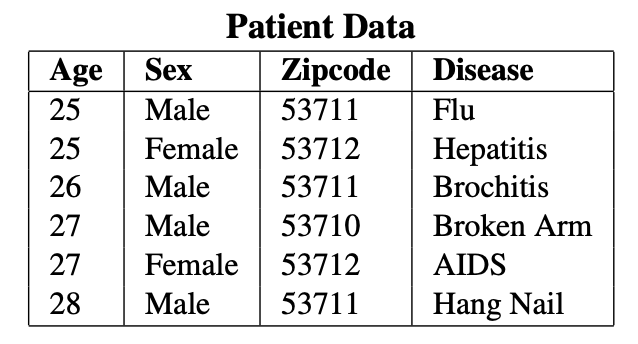 Patient Data
Age Sex Zipcode Disease
25 Male 53711 Flu
25 Female 53712 Hepatitis
26 Male 53711 Brochitis
27 Male 53710 Broken Arm
27 Female 53712 AIDS
28 Male 53711 Hang Nail